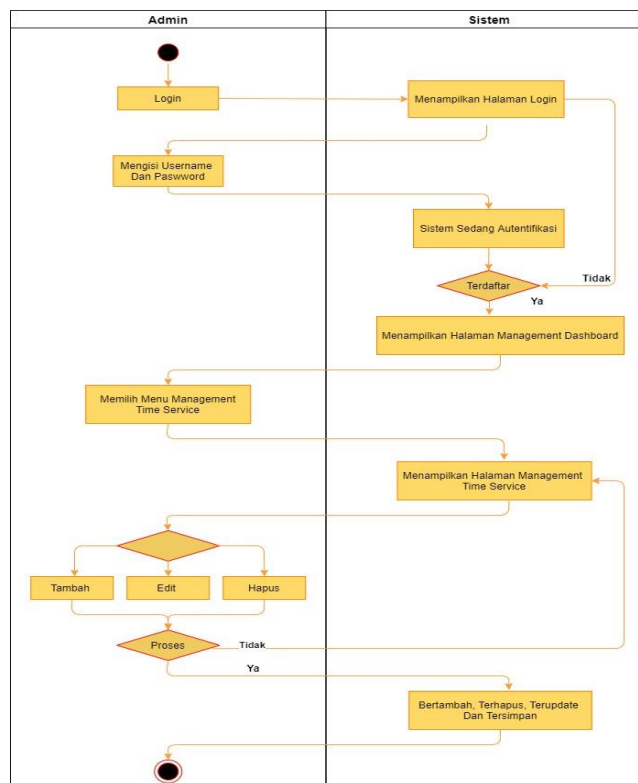 Admin
Sistem
Login
Menampilkan Halaman Login
Mengisi Username
Dan Paswword
Sistem Sedang Autentifikasi
Terdaftar
Tidak
Ya
Menampilkan Halaman Management Dashboard
Memilih Menu Management
Time Service
Menampilkan Halaman Management
Time Service
Tambah
Edit
Hapus
Proses
Tidak
Ya
Bertambah, Terhapus, Terupdate
Dan Tersimpan